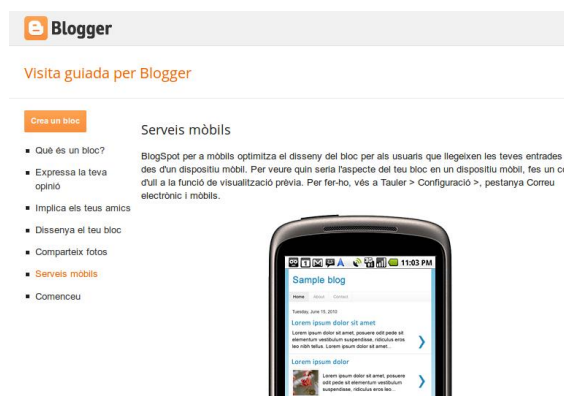 Blogger
Visita guiada per Blogger
Crea un bloc
Què és un bloc?
Expressa la teva
opinió
Implica els teus amics
Dissenya el teu bloc
Comparteix fotos
Serveis mòbils
Comenceu
Serveis mòbils
BlogSpot per a mòbils optimitza el disseny del bloc per als usuaris que llegeixen les teves entrades
des d'un dispositiu mòbil. Per veure quin seria l'aspecte del teu bloc en un dispositiu mòbil, fes un
d'ull a la funció de visualització prèvia. Per fer-ho, vés a Tauler > Configuració >, pestanya Correu
electrònic i mòbils.
11:03 PM
Sample blog
Home About Contact
Tuesday, June 15, 2010
Lorem ipsum dolor sit amet
Lorem ipsum dolor sit amet, posuere odit pede sit
elementum vestibulum suspendisse, ridiculus eros
leo nibh tellus. Lorem ipsum dolor sit amet...
Lorem ipsum dolor
Lorem ipsum dolor sit amet, posuere
odit pede sit elementum vestibulum
suspendisse, ridiculus eros leo...